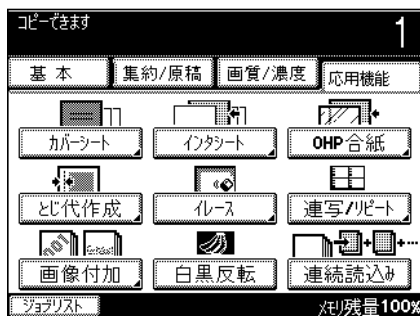 コピーできます
1
基本 集約/原稿 画質/濃度 応用機能
カバーシート インタシート OHP合紙
とじ代作成 イレース 連写/リピート
画像付加 白黒反転 連続読込み
ジョブリスト メモリ残量100%